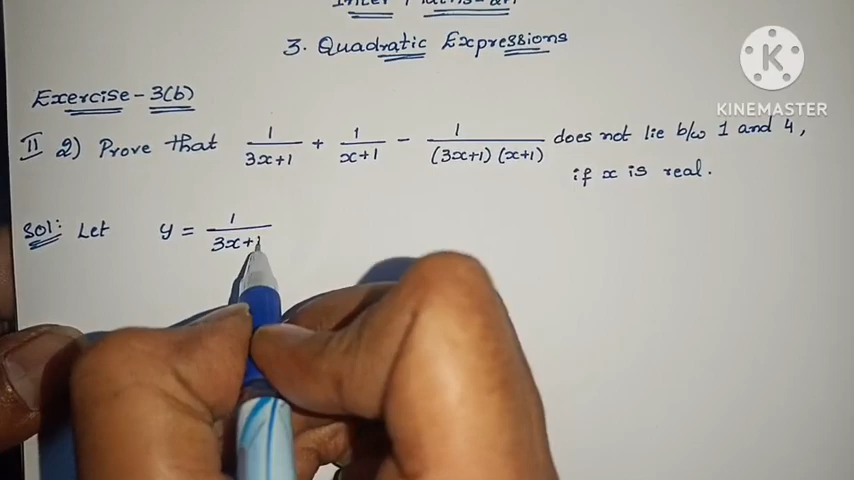 3. Quadratic Expressions
K
KINEMASTER
Exercise - 3(b)
II 2) Prove that 1/(3x+1) + 1/(x+1) - 1/((3x+1)(x+1)) does not lie b/w 1 and 4,
if x is real.
Sol: Let y = 1/(3x+1